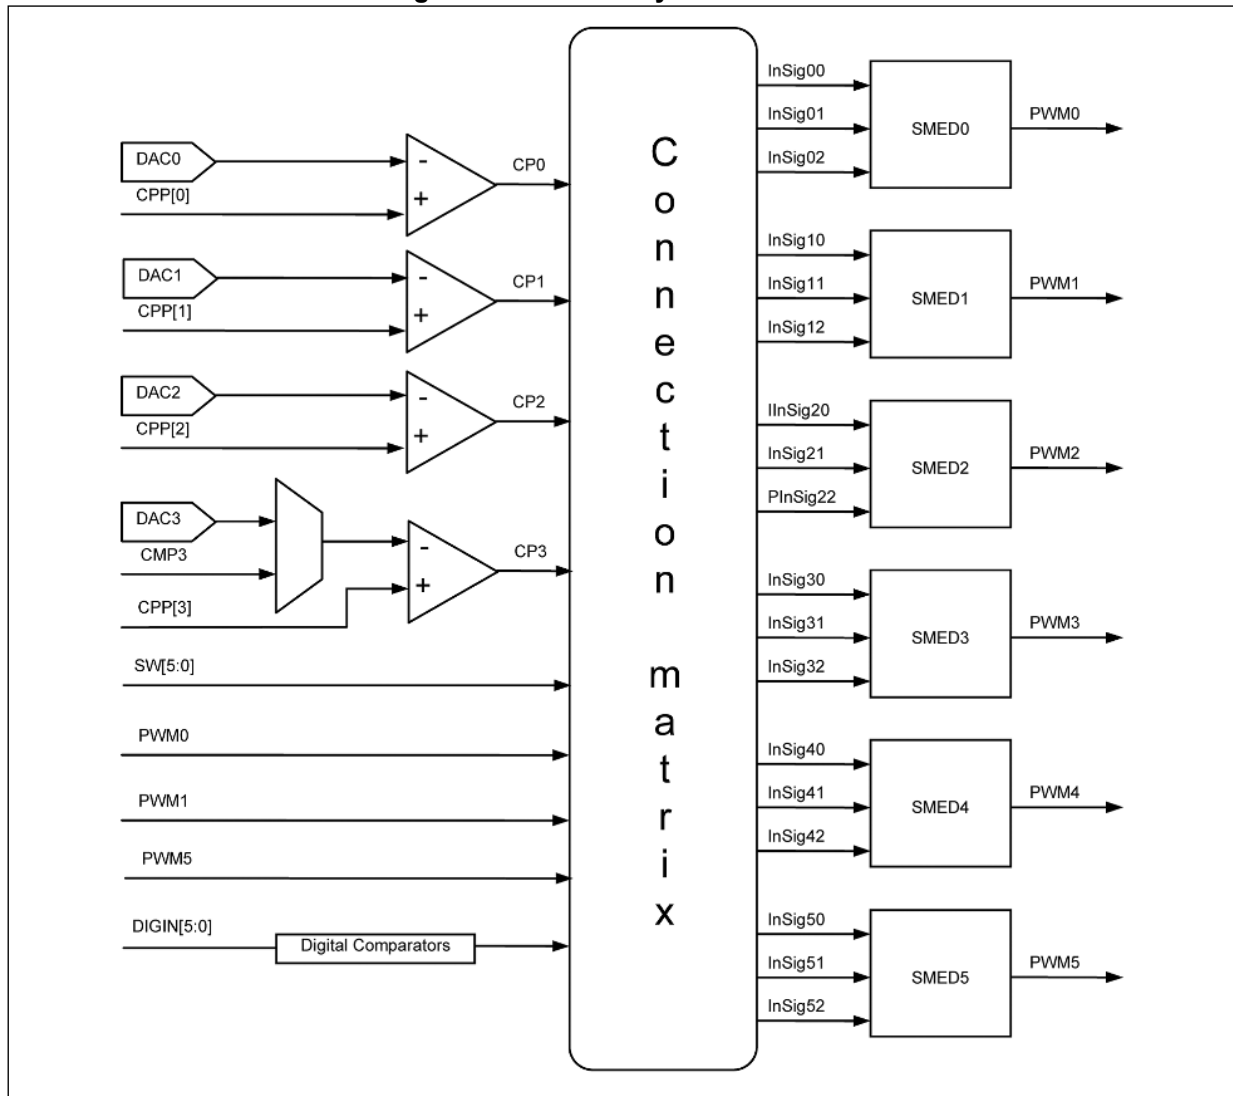 DAC0
CPP[0]
-
+
CP0
DAC1
CPP[1]
-
+
CP1
DAC2
CPP[2]
-
+
CP2
DAC3
CMP3
CPP[3]
-
+
CP3
SW[5:0]
PWM0
PWM1
PWM5
DIGIN[5:0]
Digital Comparators
Connection matrix
InSig00
InSig01
InSig02
SMED0
PWM0
InSig10
InSig11
InSig12
SMED1
PWM1
IInSig20
InSig21
PInSig22
SMED2
PWM2
InSig30
InSig31
InSig32
SMED3
PWM3
InSig40
InSig41
InSig42
SMED4
PWM4
InSig50
InSig51
InSig52
SMED5
PWM5